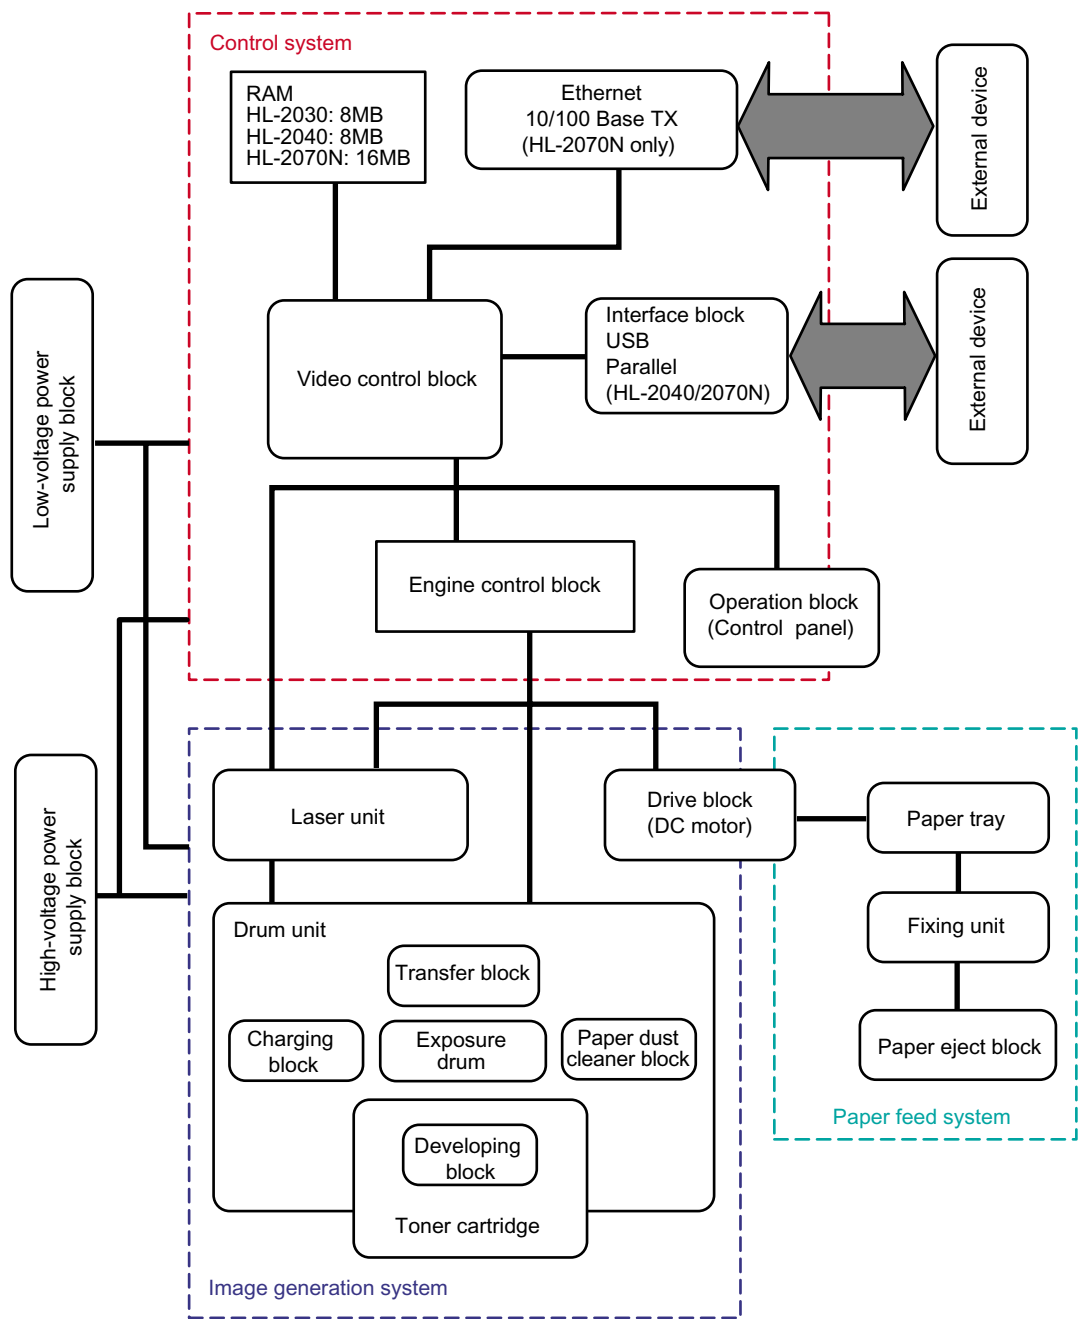 Control system
RAM
HL-2030: 8MB
HL-2040: 8MB
HL-2070N: 16MB
Ethernet
10/100 Base TX
(HL-2070N only)
External device
Interface block
USB
Parallel
(HL-2040/2070N)
External device
Video control block
Low-voltage power
supply block
Engine control block
Operation block
(Control panel)
High-voltage power
supply block
Laser unit
Drive block
(DC motor)
Paper tray
Fixing unit
Paper eject block
Paper feed system
Drum unit
Transfer block
Charging
block
Exposure
drum
Paper dust
cleaner block
Developing
block
Toner cartridge
Image generation system